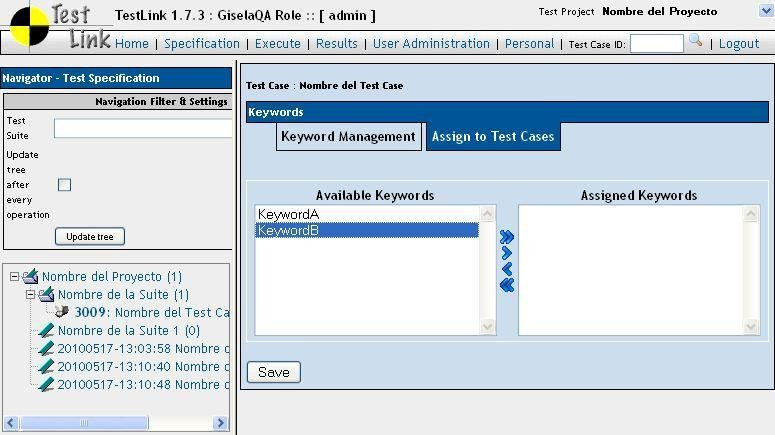 Test Link
TestLink 1.7.3 : GiselaQA Role :: [ admin ]
Test Project Nombre del Proyecto
Home | Specification | Execute | Results | User Administration | Personal | Test Case ID: | Logout
Navigator - Test Specification
Navigation Filter & Settings
Test
Suite
Update
tree
after
every
operation
Update tree
Nombre del Proyecto (1)
Nombre de la Suite (1)
3009: Nombre del Test Ca
Nombre de la Suite 1 (0)
20100517-13:03:58 Nombre d
20100517-13:10:40 Nombre d
20100517-13:10:48 Nombre d
Test Case : Nombre del Test Case
Keywords
Keyword Management
Assign to Test Cases
Available Keywords
KeywordA
KeywordB
Assigned Keywords
Save